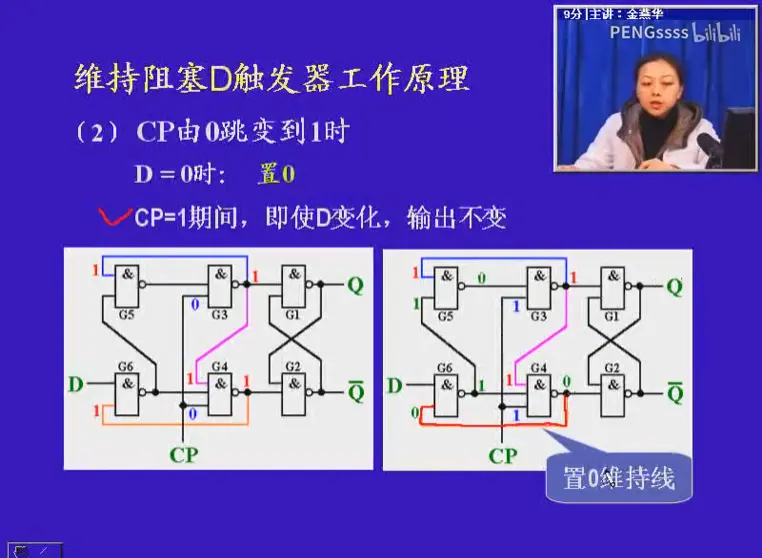 9分|主讲:金燕华
PENGssss bilibili
维持阻塞D触发器工作原理
(2) CP由0跳变到1时
D = 0时: 置0
CP=1期间,即使D变化,输出不变
1 & G5 0 & G3 1 & G1 Q
D 1 & G6 1 0 & G4 1 & G2 Q̅
CP
1 1 & G5 0 1 & G3 1 & G1 Q
D 0 & G6 1 1 1 & G4 0 & G2 Q̅
CP
置0维持线